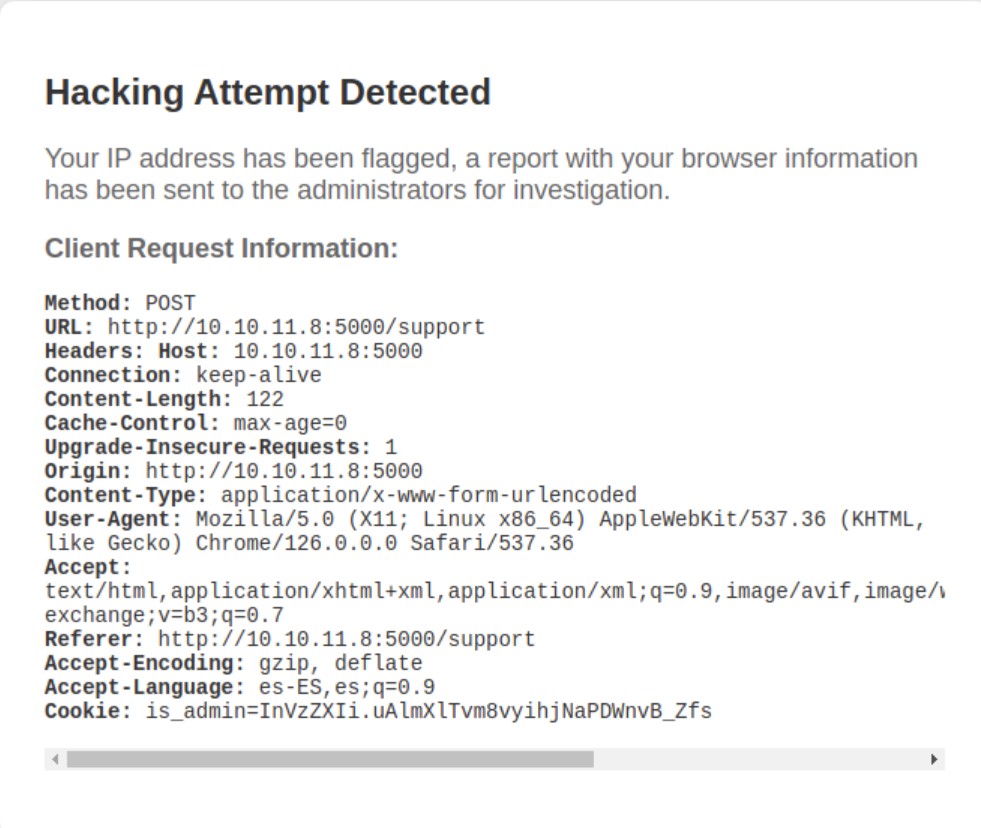 Hacking Attempt Detected
Your IP address has been flagged, a report with your browser information
has been sent to the administrators for investigation.
Client Request Information:
Method: POST
URL: http://10.10.11.8:5000/support
Headers: Host: 10.10.11.8:5000
Connection: keep-alive
Content-Length: 122
Cache-Control: max-age=0
Upgrade-Insecure-Requests: 1
Origin: http://10.10.11.8:5000
Content-Type: application/x-www-form-urlencoded
User-Agent: Mozilla/5.0 (X11; Linux x86_64) AppleWebKit/537.36 (KHTML,
like Gecko) Chrome/126.0.0.0 Safari/537.36
Accept:
text/html,application/xhtml+xml,application/xml;q=0.9,image/avif,image/
exchange;v=b3;q=0.7
Referer: http://10.10.11.8:5000/support
Accept-Encoding: gzip, deflate
Accept-Language: es-ES,es;q=0.9
Cookie: is_admin=InVzZXIi.uAlmXlTvm8vyihjNaPDWnvB_Zfs